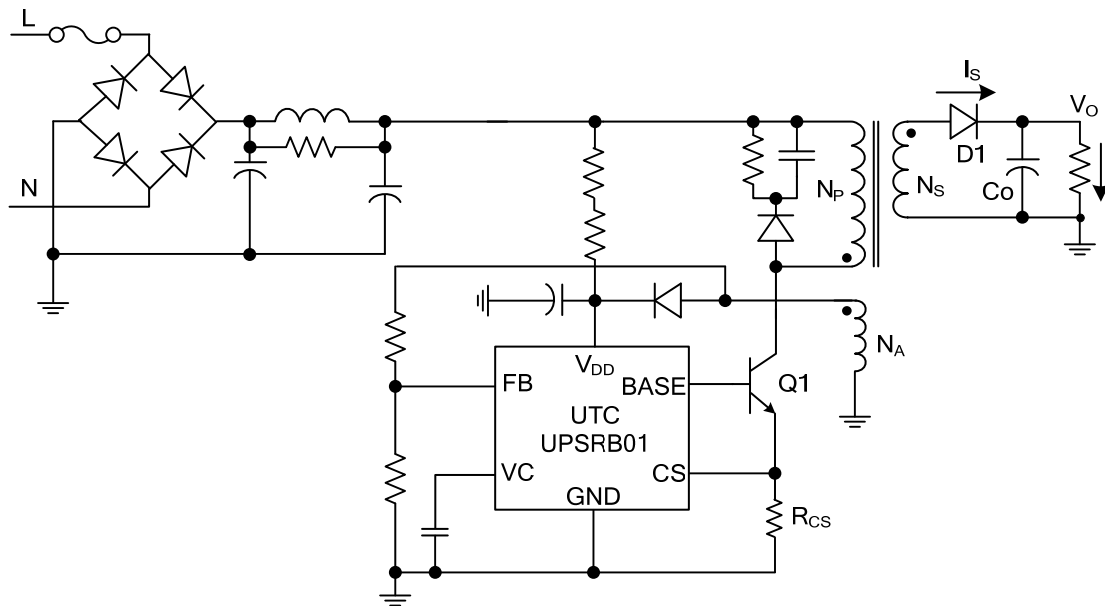 L
I_S
V_O
D1
N
N_P
N_S
Co
N_A
V_DD
FB
BASE
Q1
UTC
UPSRB01
VC
CS
GND
R_CS